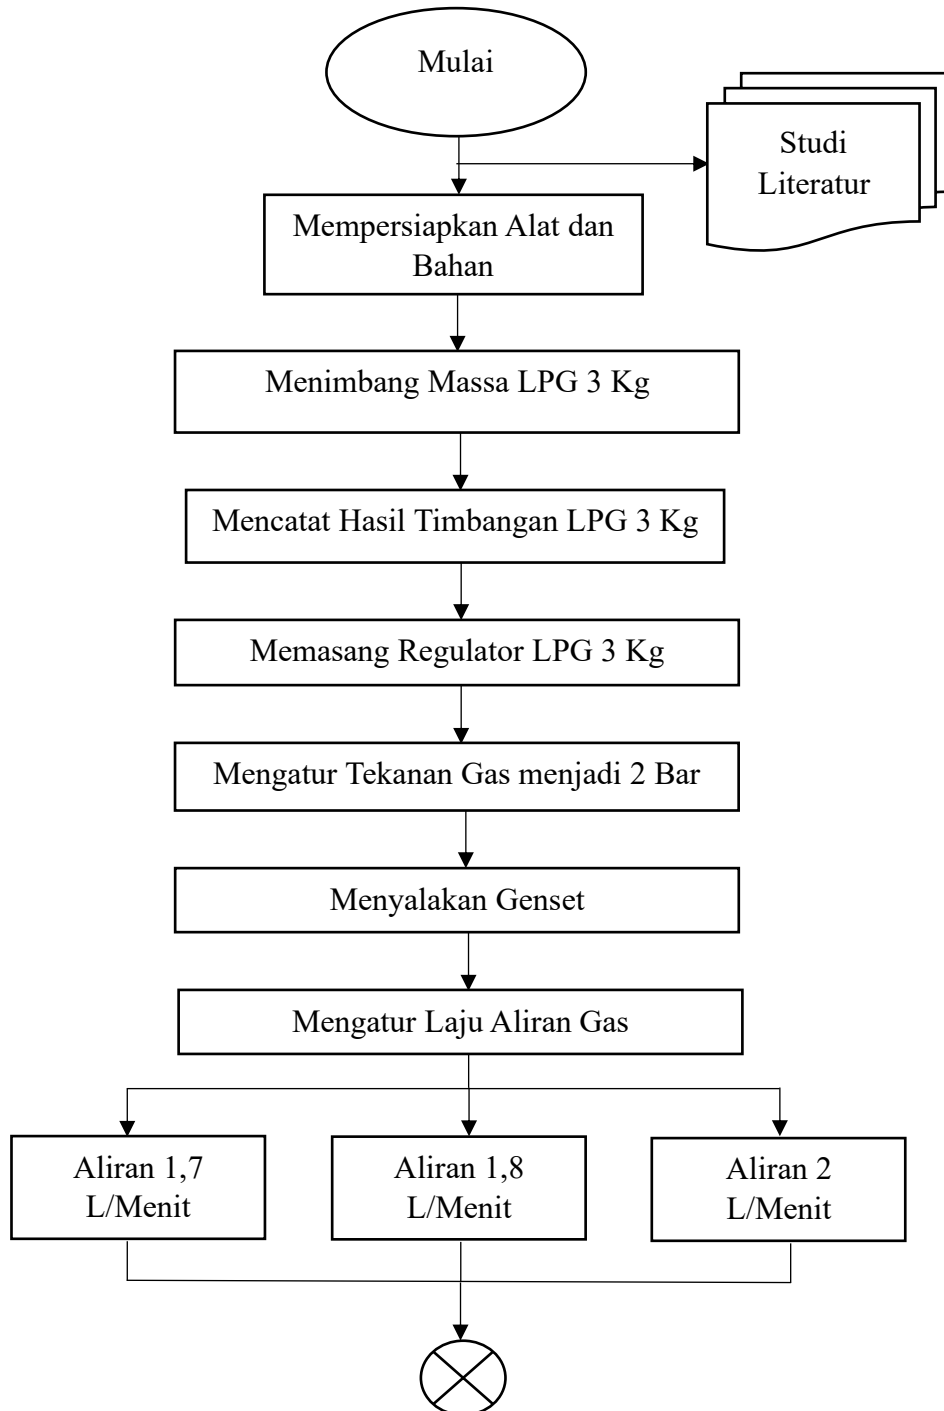 Mulai
Studi
Literatur
Mempersiapkan Alat dan
Bahan
Menimbang Massa LPG 3 Kg
Mencatat Hasil Timbangan LPG 3 Kg
Memasang Regulator LPG 3 Kg
Mengatur Tekanan Gas menjadi 2 Bar
Menyalakan Genset
Mengatur Laju Aliran Gas
Aliran 1,7
L/Menit
Aliran 1,8
L/Menit
Aliran 2
L/Menit